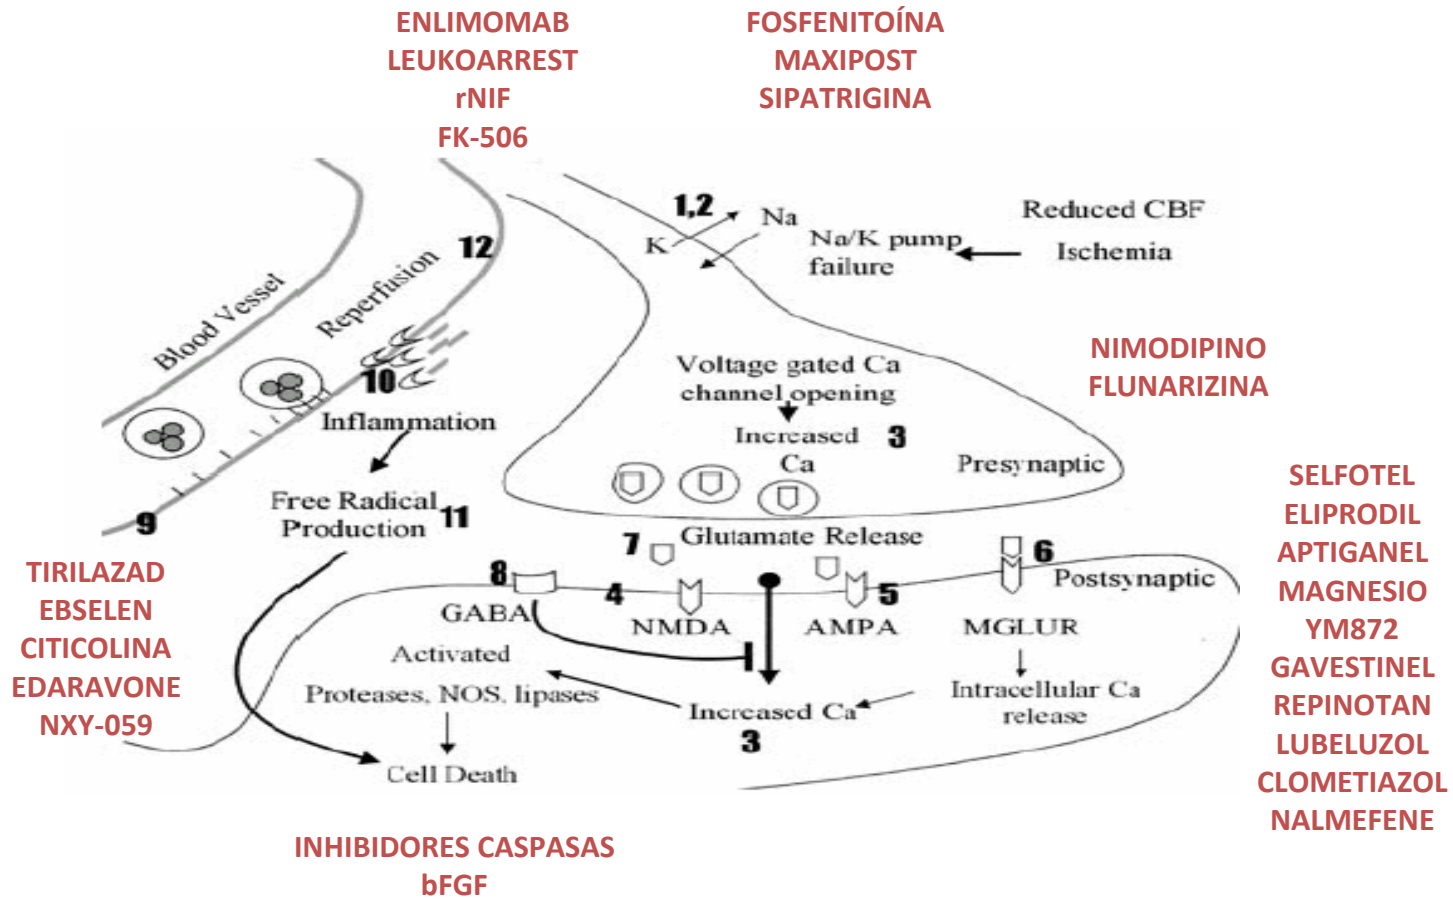 ENLIMOMAB
LEUKOARREST
rNIF
FK-506
FOSFENITOÍNA
MAXIPOST
SIPATRIGINA
1,2
K
Na
Na/K pump
failure
Reduced CBF
Ischemia
12
Blood Vessel
Reperfusion
10
Inflammation
Free Radical
Production
11
9
Voltage gated Ca
channel opening
Increased
Ca
3
Presynaptic
NIMODIPINO
FLUNARIZINA
7
Glutamate Release
6
8
4
5
Postsynaptic
GABA
NMDA
AMPA
MGLUR
Activated
Proteases, NOS, lipases
Increased Ca
3
Intracellular Ca
release
Cell Death
TIRILAZAD
EBSELEN
CITICOLINA
EDARAVONE
NXY-059
SELFOTEL
ELIPRODIL
APTIGANEL
MAGNESIO
YM872
GAVESTINEL
REPINOTAN
LUBELUZOL
CLOMETIAZOL
NALMEFENE
INHIBIDORES CASPASAS
bFGF